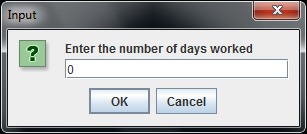 Input
?
Enter the number of days worked
0
OK
Cancel